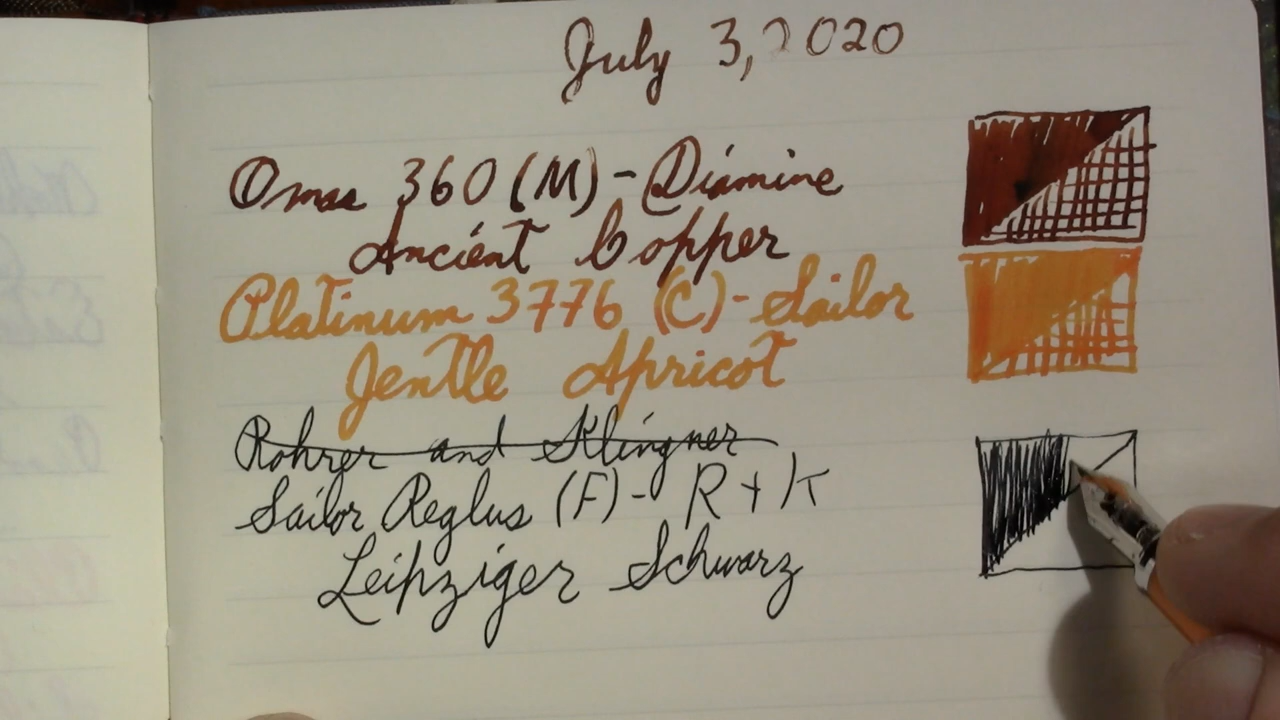 July 3, 2020
Omas 360 (M) - Diamine
Ancient Copper
Platinum 3776 (C) - Sailor
Jentle Apricot
Rohrer and Klingner
Sailor Reglus (F) - R + K
Leipziger Schwarz